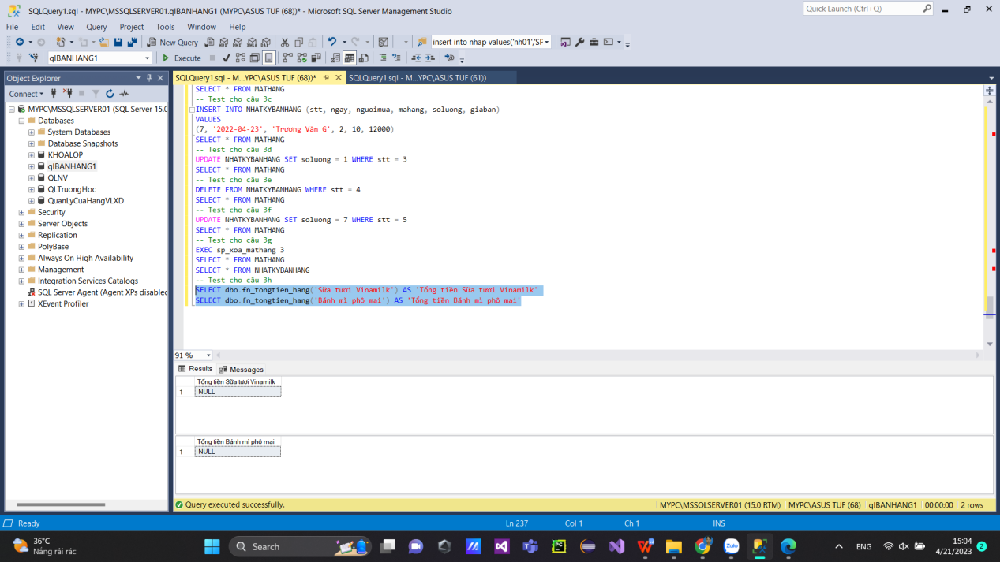 SQLQuery1.sql - MYPC\MSSQLSERVER01.qlBANHANG1 (MYPC\ASUS TUF (68))* - Microsoft SQL Server Management Studio
Quick Launch (Ctrl+Q)
File Edit View Query Project Tools Window Help
New Query
insert into nhap values('nh01','SF
qlBANHANG1
Execute
Object Explorer
SQLQuery1.sql - M...YPC\ASUS TUF (68))*
SQLQuery1.sql - M...YPC\ASUS TUF (61))
Connect
MYPC\MSSQLSERVER01 (SQL Server 15.0
Databases
System Databases
Database Snapshots
KHOALOP
qlBANHANG1
QLNV
QLTruongHoc
QuanLyCuaHangVLXD
Security
Server Objects
Replication
PolyBase
Always On High Availability
Management
Integration Services Catalogs
SQL Server Agent (Agent XPs disabled
XEvent Profiler
SELECT * FROM MATHANG
-- Test cho câu 3c
INSERT INTO NHATKYBANHANG (stt, ngay, nguoimua, mahang, soluong, giaban)
VALUES
(7, '2022-04-23', 'Trương Văn G', 2, 10, 12000)
SELECT * FROM MATHANG
-- Test cho câu 3d
UPDATE NHATKYBANHANG SET soluong = 1 WHERE stt = 3
SELECT * FROM MATHANG
-- Test cho câu 3e
DELETE FROM NHATKYBANHANG WHERE stt = 4
SELECT * FROM MATHANG
-- Test cho câu 3f
UPDATE NHATKYBANHANG SET soluong = 7 WHERE stt = 5
SELECT * FROM MATHANG
-- Test cho câu 3g
EXEC sp_xoa_mathang 3
SELECT * FROM MATHANG
SELECT * FROM NHATKYBANHANG
-- Test cho câu 3h
SELECT dbo.fn_tongtien_hang('Sữa tươi Vinamilk') AS 'Tổng tiền Sữa tươi Vinamilk'
SELECT dbo.fn_tongtien_hang('Bánh mì phô mai') AS 'Tổng tiền Bánh mì phô mai'
91 %
Results Messages
Tổng tiền Sữa tươi Vinamilk
1 NULL
Tổng tiền Bánh mì phô mai
1 NULL
Query executed successfully.
MYPC\MSSQLSERVER01 (15.0 RTM) MYPC\ASUS TUF (68) qlBANHANG1 00:00:00 2 rows
Ready
Ln 237 Col 1 Ch 1 INS
36°C
Nắng rải rác
Search
Zalo
ENG
15:04
4/21/2023
2